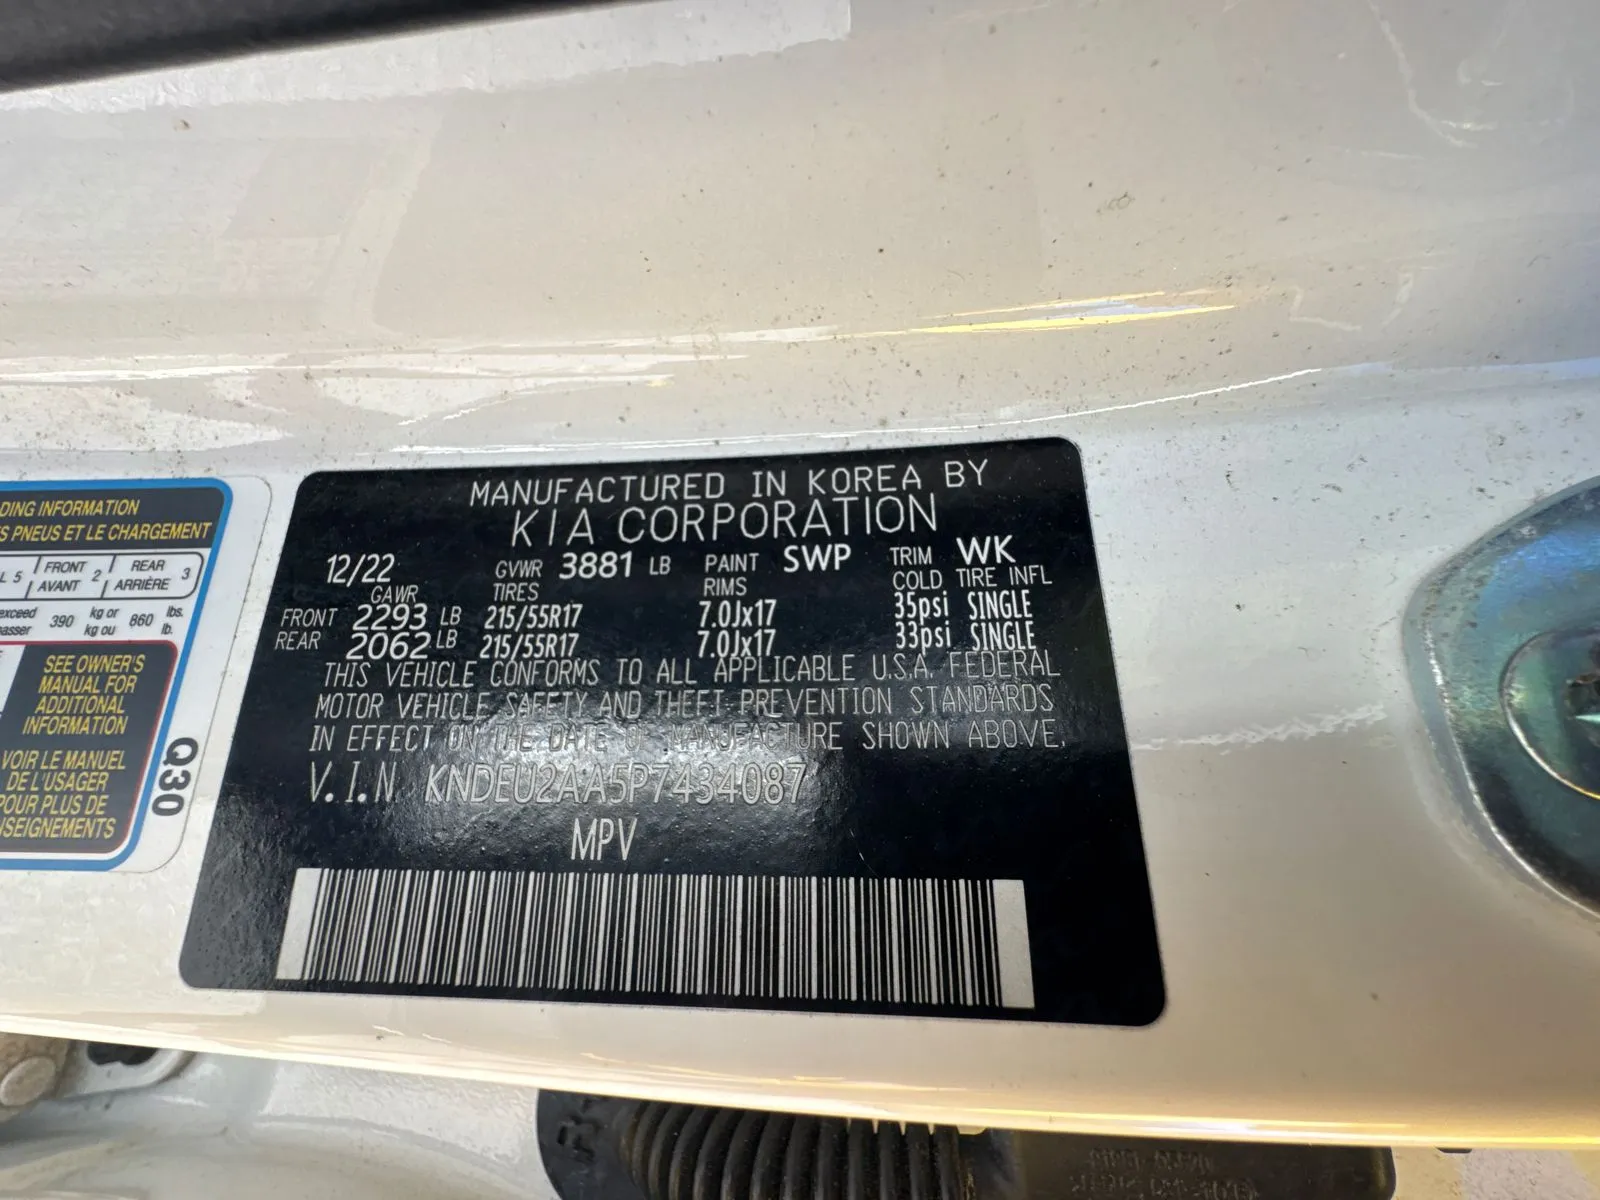 DING INFORMATION
S PNEUS ET LE CHARGEMENT
L 5 FRONT AVANT 2 REAR ARRIÈRE 3
exceed 390 kg or 860 lbs.
asser kg ou lb.
SEE OWNER'S
MANUAL FOR
ADDITIONAL
INFORMATION
VOIR LE MANUEL
DE L'USAGER
POUR PLUS DE
NSEIGNEMENTS
Q30
MANUFACTURED IN KOREA BY
KIA CORPORATION
12/22 GVWR 3881 LB PAINT SWP TRIM WK
GAWR TIRES RIMS COLD TIRE INFL
FRONT 2293 LB 215/55R17 7.0Jx17 35psi SINGLE
REAR 2062 LB 215/55R17 7.0Jx17 33psi SINGLE
THIS VEHICLE CONFORMS TO ALL APPLICABLE U.S.A. FEDERAL
MOTOR VEHICLE SAFETY AND THEFT PREVENTION STANDARDS
IN EFFECT ON THE DATE OF MANUFACTURE SHOWN ABOVE.
V.I.N KNDEU2AA5P7434087
MPV